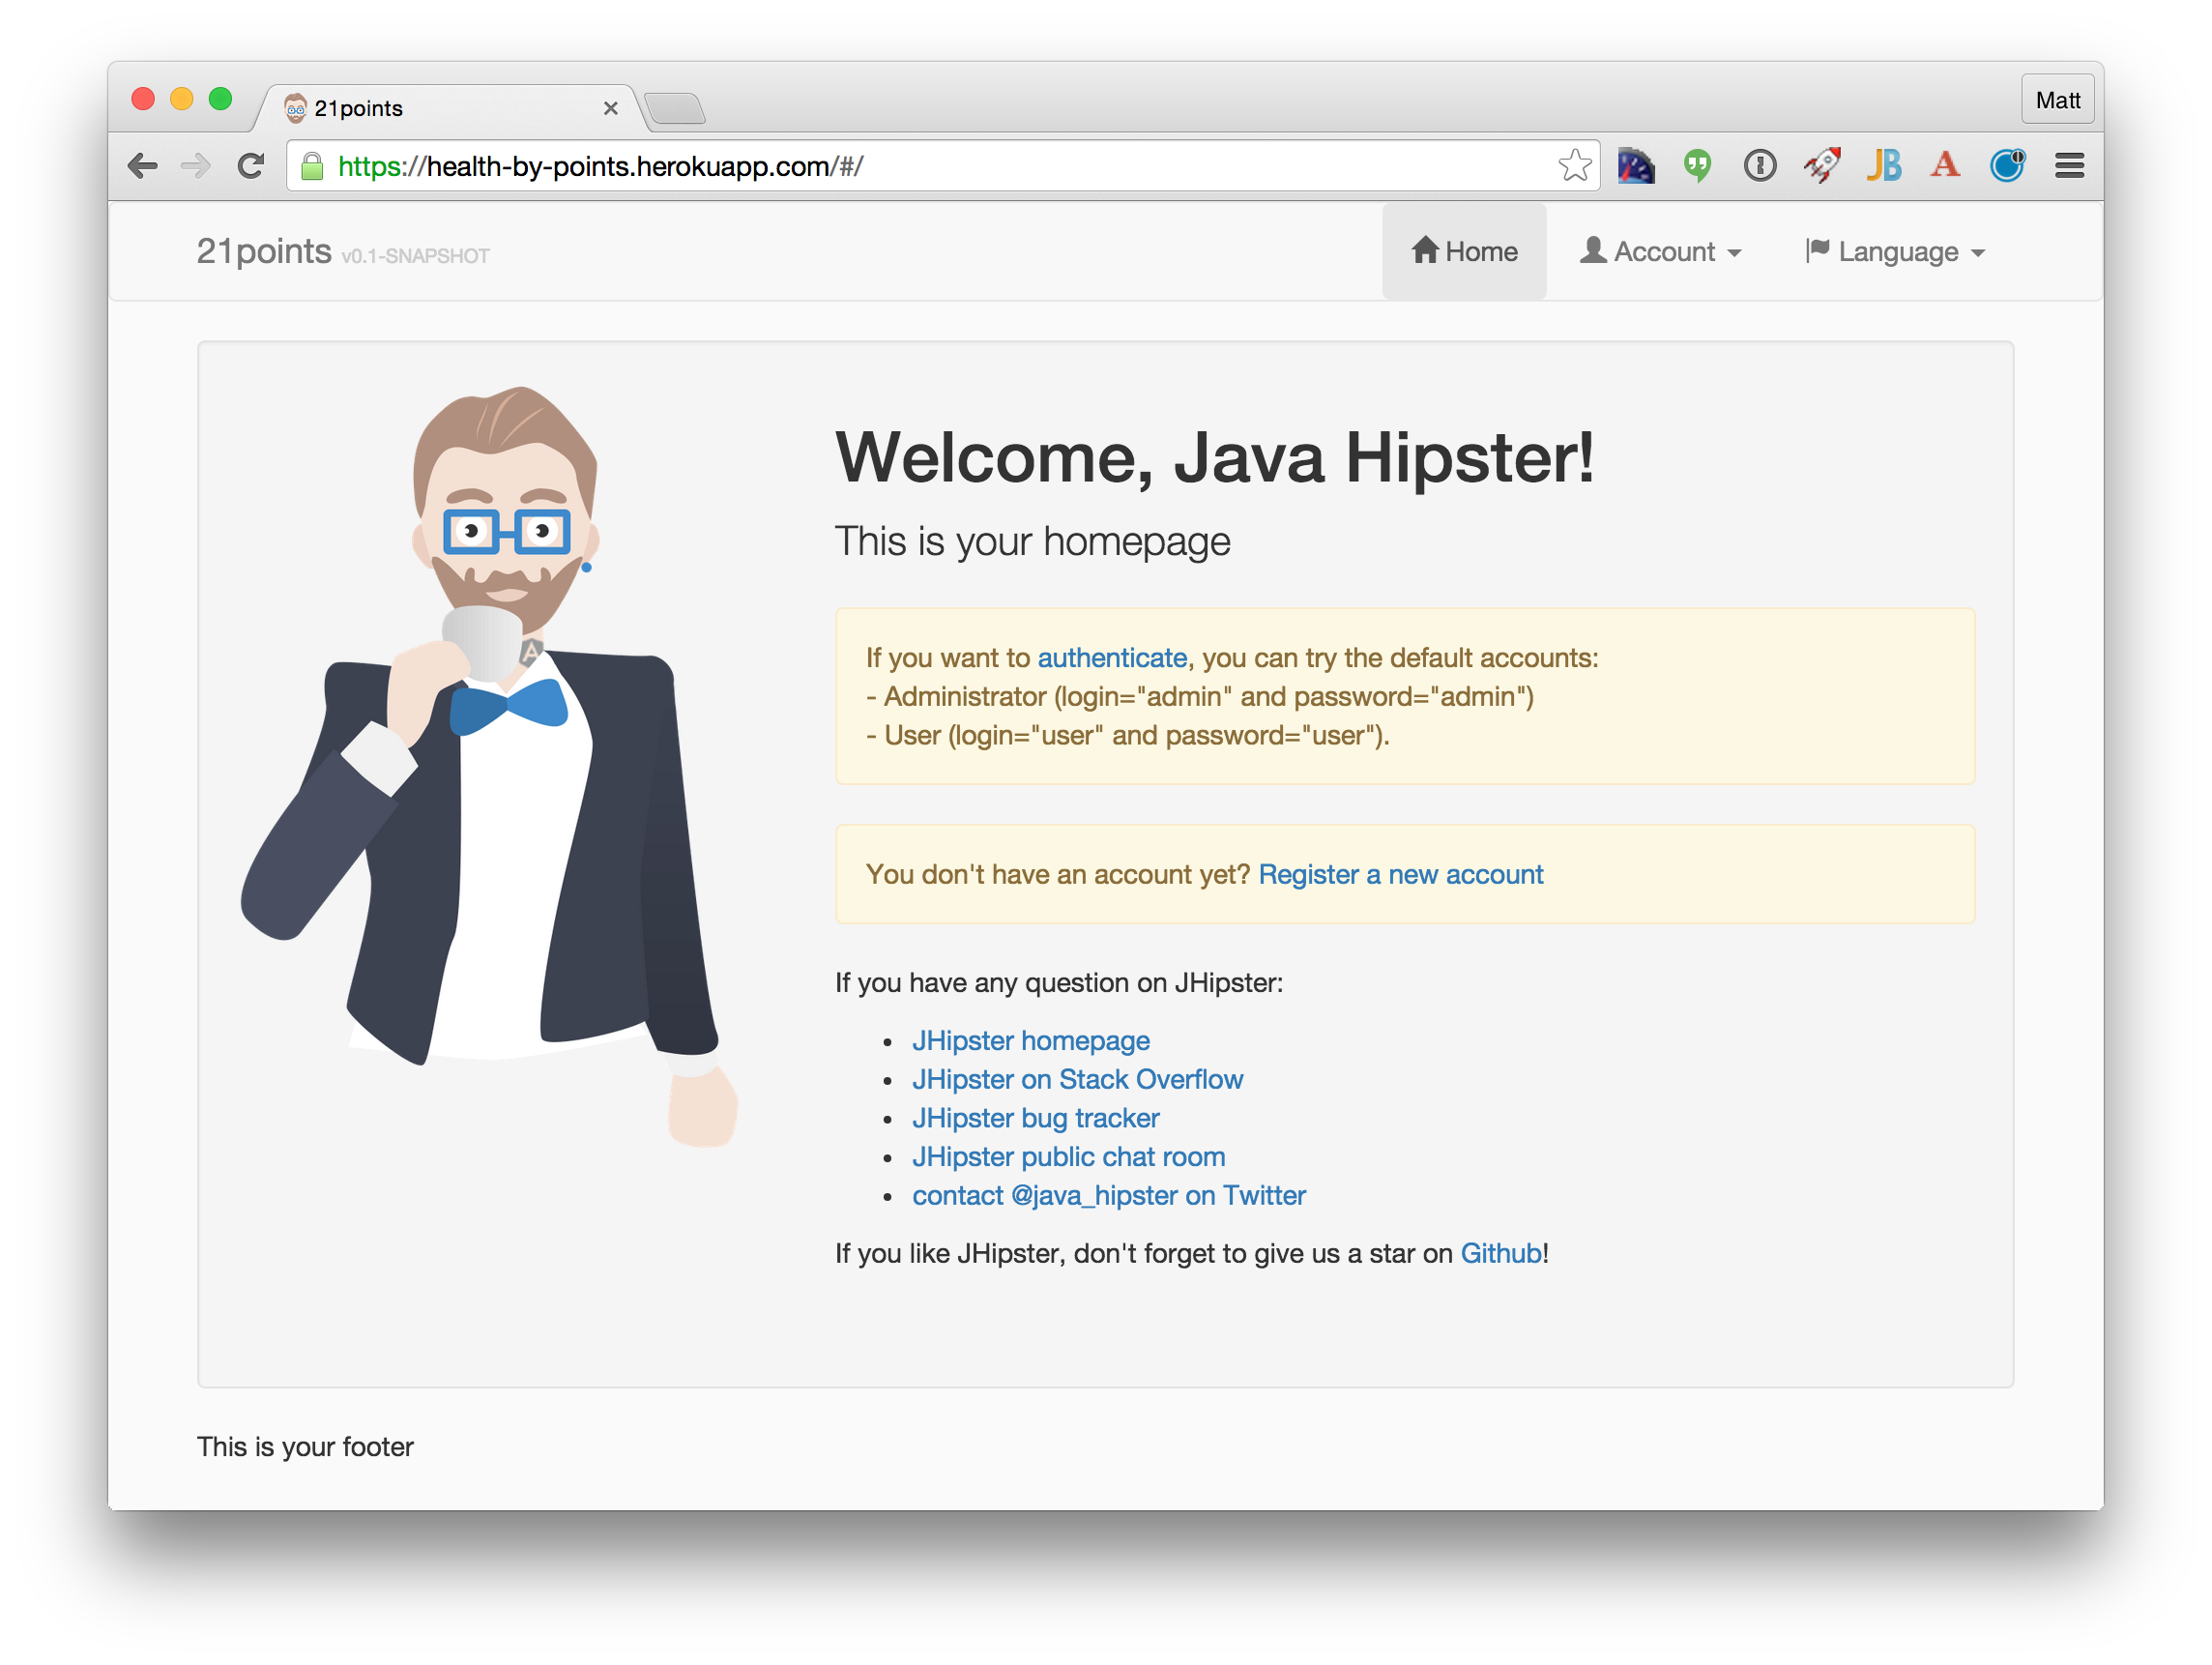 21points
Matt
https://health-by-points.herokuapp.com/#/
JB
A
21points v0.1-SNAPSHOT
Home
Account
Language
Welcome, Java Hipster!
This is your homepage
If you want to authenticate, you can try the default accounts:
- Administrator (login="admin" and password="admin")
- User (login="user" and password="user").
A
You don't have an account yet? Register a new account
If you have any question on JHipster:
• JHipster homepage
• JHipster on Stack Overflow
• JHipster bug tracker
• JHipster public chat room
• contact @java_hipster on Twitter
If you like JHipster, don't forget to give us a star on Github!
This is your footer